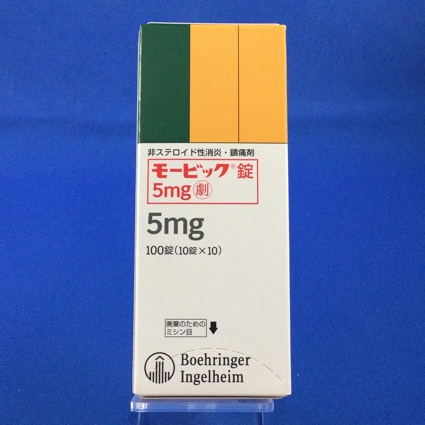 非ステロイド性消炎・鎮痛剤
モービック®錠
5mg 劇
5mg
100錠(10錠×10)
廃棄のための
ミシン目
Boehringer
Ingelheim